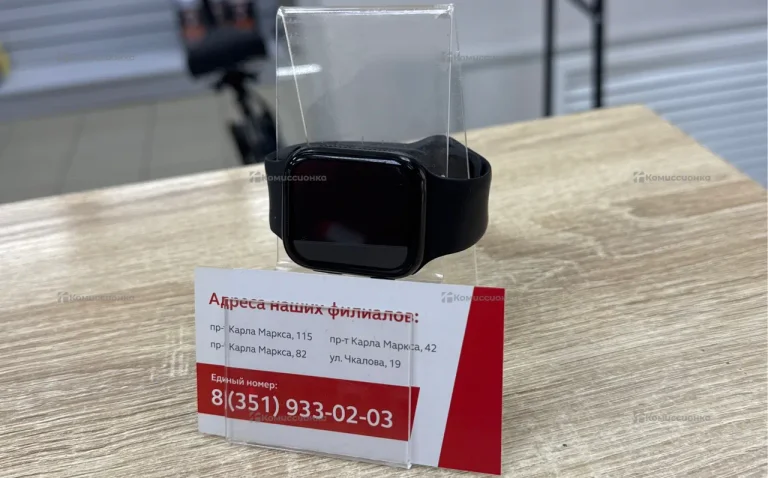 Комиссионка
Комиссионка
Комиссионка
Комиссионка
Комиссионка
Адреса наших филиалов:
пр-т Карла Маркса, 115
пр-т Карла Маркса, 42
пр-т Карла Маркса, 82
ул. Чкалова, 19
Единый номер:
8 (351) 933-02-03
Комиссионка
Комиссионка